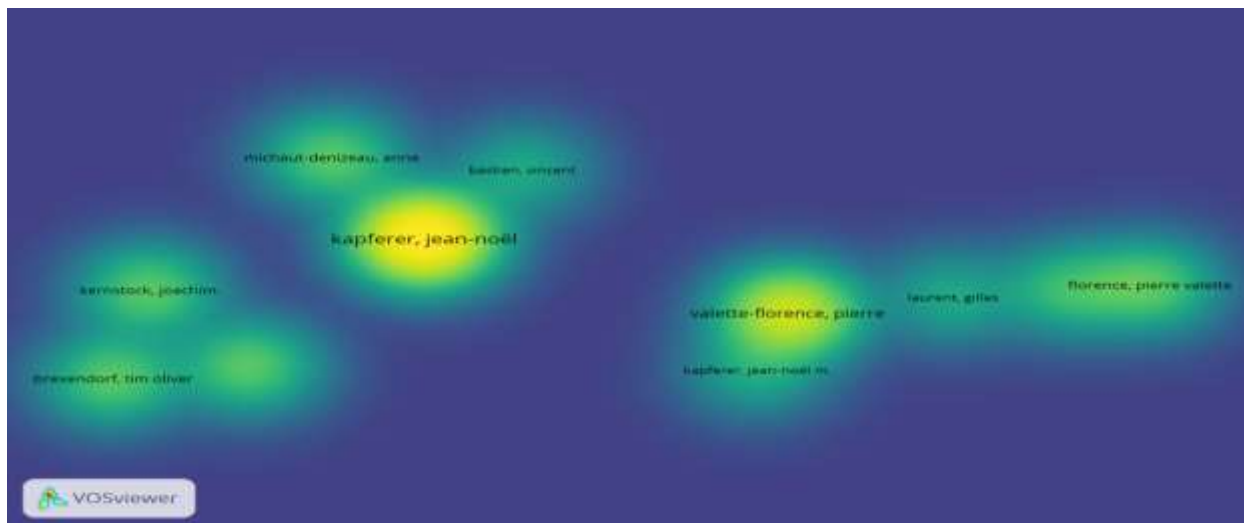 michaut-denizeau, anne
bastien, vincent
kapferer, jean-noël
kernstock, joachim
brexendorf, tim oliver
valette-florence, pierre
kapferer, jean-noël m.
laurent, gilles
florence, pierre valette
VOSviewer